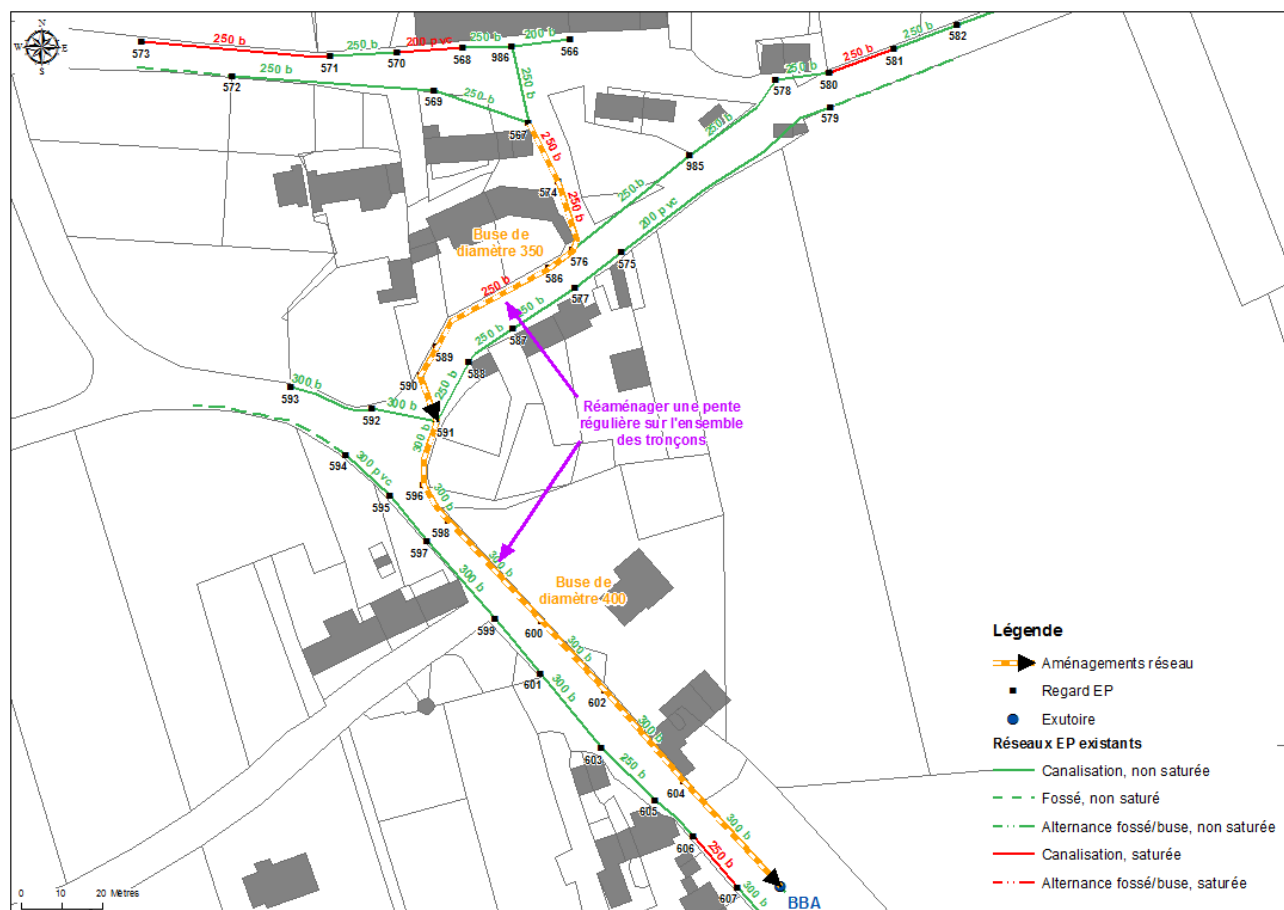 N
W E
S
573
250 b
571
250 b
570
200 pvc
568
250 b
986
200 b
566
582
250 b
581
250 b
580
250 b
578
579
572
250 b
569
250 b
250 b
567
250 b
574
250 b
250 b
985
250 b
200 pvc
Buse de
diamètre 350
576
575
586
577
250 b
250 b
587
250 b
588
589
590
250 b
593
300 b
592
300 b
591
300 b
Réaménager une pente
régulière sur l'ensemble
des tronçons
594
300 pvc
595
596
300 b
598
597
300 b
300 b
Buse de
diamètre 400
599
600
300 b
601
300 b
602
300 b
603
250 b
604
605
300 b
606
250 b
607
300 b
BBA
Légende
Aménagements réseau
Regard EP
Exutoire
Réseaux EP existants
Canalisation, non saturée
Fossé, non saturé
Alternance fossé/buse, non saturée
Canalisation, saturée
Alternance fossé/buse, saturée
0 10 20 Mètres